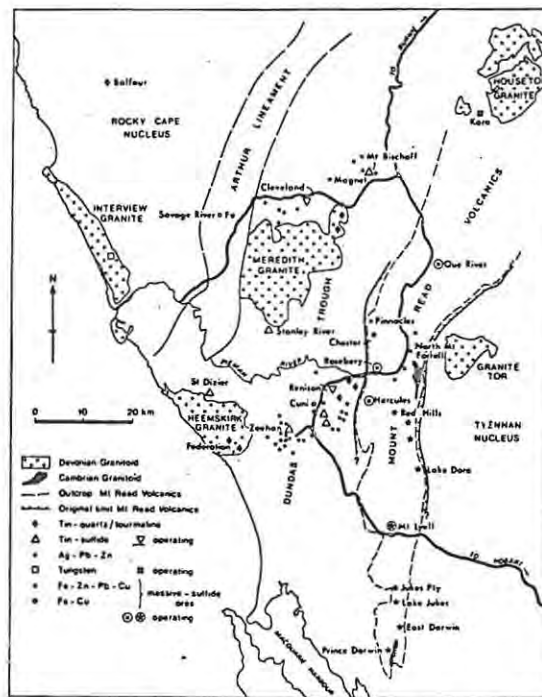 TO BURNIE
Balfour
ROCKY CAPE
NUCLEUS
ARTHUR LINEAMENT
HOUSETOP
GRANITE
Kara
Mt Bischoff
Magnet
Cleveland
VOLCANICS
INTERVIEW
GRANITE
Savage River Fe
MEREDITH
GRANITE
TROUGH
READ
Que River
N
Stanley River
Pinnacles
Chester
North Mt
Farrell
PIEMAN RIVER
Rosebery
GRANITE
TOR
St Dizier
Renison
Hercules
0 10 20 km
HEEMSKIRK
GRANITE
Cuni
Red Hills
TYENNAN
NUCLEUS
Zeehan
MOUNT
Federation
DUNDAS
Lake Dora
Devonian Granitoid
Cambrian Granitoid
Outcrop Mt Read Volcanics
Original limit Mt Read Volcanics
Mt Lyell
Tin-quartz/tourmaline
Tin-sulfide operating
TO HOBART
Ag-Pb-Zn
Tungsten operating
Fe-Zn-Pb-Cu massive-sulfide
ores
Fe-Cu operating
Jukes Pty
Lake Jukes
East Darwin
Prince Darwin
MACQUARIE HARBOUR